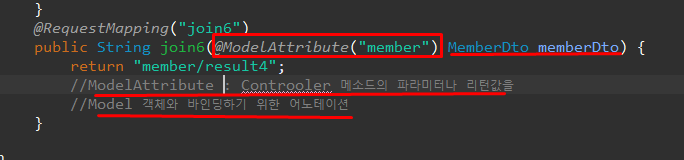 }
@RequestMapping("join6")
public String join6(@ModelAttribute("member") MemberDto memberDto) {
return "member/result4";
//ModelAttribute : Controoler 메소드의 파라미터나 리턴값을
//Model 객체와 바인딩하기 위한 어노테이션
}